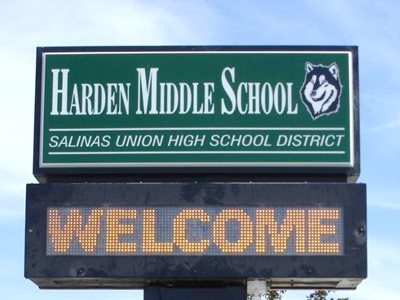 HARDEN MIDDLE SCHOOL
SALINAS UNION HIGH SCHOOL DISTRICT
WELCOME